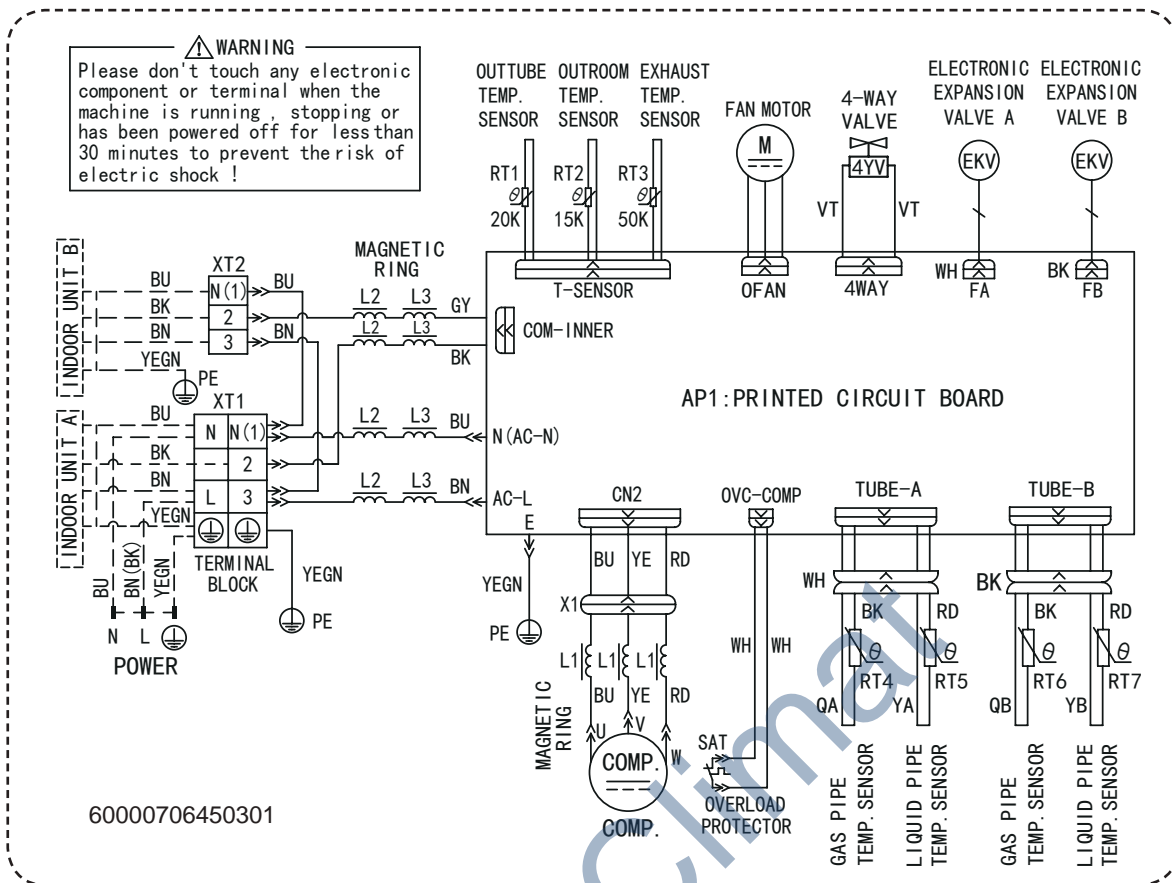 WARNING
Please don't touch any electronic
component or terminal when the
machine is running , stopping or
has been powered off for less than
30 minutes to prevent the risk of
electric shock !
OUTTUBE TEMP. SENSOR
OUTROOM TEMP. SENSOR
EXHAUST TEMP. SENSOR
FAN MOTOR
4-WAY VALVE
ELECTRONIC EXPANSION VALVE A
ELECTRONIC EXPANSION VALVE B
RT1 θ 20K
RT2 θ 15K
RT3 θ 50K
M
4YV
VT VT
EKV
EKV
T-SENSOR
OFAN
4WAY
WH FA
BK FB
INDOOR UNIT B
BU
BK
BN
YEGN
PE
XT2
N(1)
2
3
BU
BN
MAGNETIC RING
L2 L3 GY
L2 L3 BK
COM-INNER
AP1:PRINTED CIRCUIT BOARD
INDOOR UNIT A
BU
BK
BN
YEGN
XT1
N N(1)
2
L 3
TERMINAL BLOCK
L2 L3 BU N(AC-N)
L2 L3 BN AC-L
E
YEGN
PE
YEGN
PE
BU
BN(BK)
YEGN
N L
POWER
CN2
BU YE RD
X1
L1 L1 L1
BU YE RD
MAGNETIC RING
U V W
COMP.
COMP.
OVC-COMP
WH WH
SAT
OVERLOAD PROTECTOR
TUBE-A
WH
BK RD
θ θ
RT4 RT5
QA YA
GAS PIPE TEMP.SENSOR
LIQUID PIPE TEMP.SENSOR
TUBE-B
BK
BK RD
θ θ
RT6 RT7
QB YB
GAS PIPE TEMP.SENSOR
LIQUID PIPE TEMP.SENSOR
60000706450301
Climat